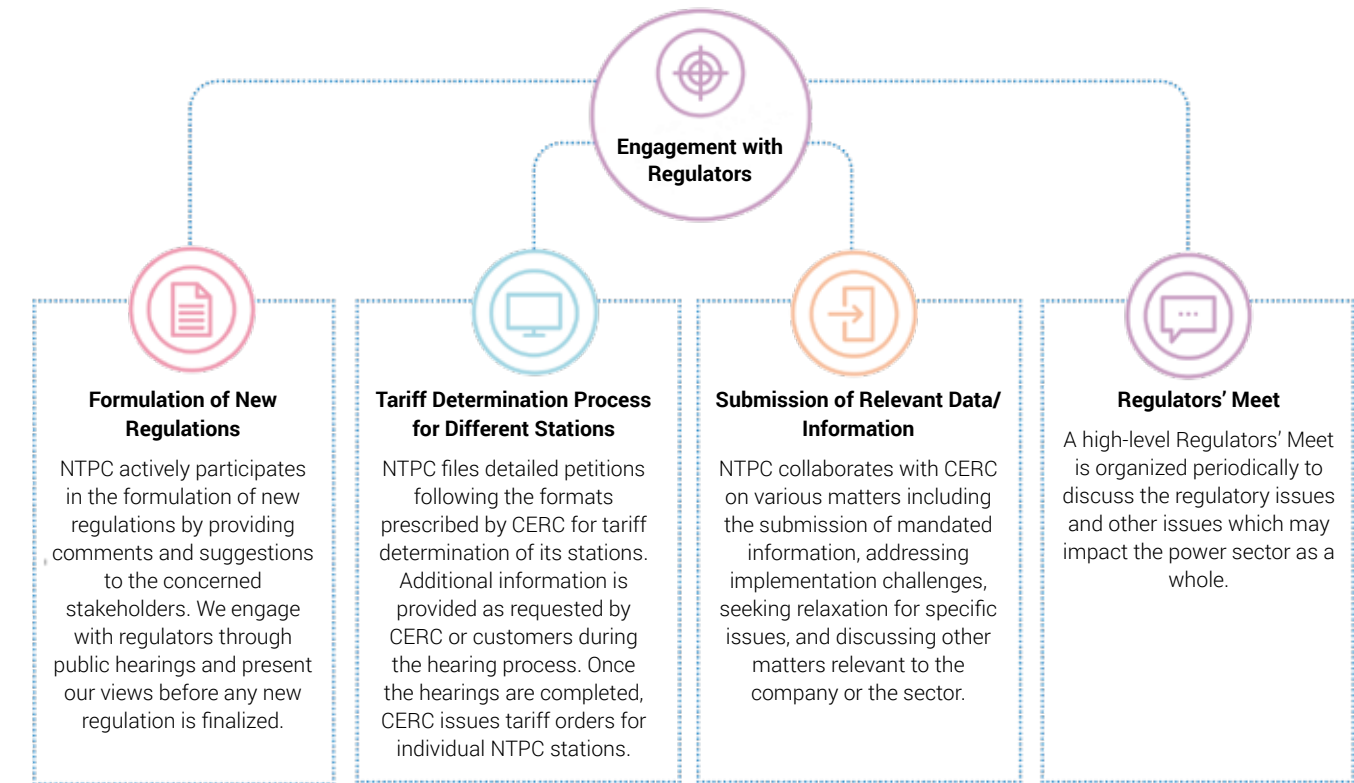 Engagement with
Regulators
Formulation of New
Regulations
NTPC actively participates
in the formulation of new
regulations by providing
comments and suggestions
to the concerned
stakeholders. We engage
with regulators through
public hearings and present
our views before any new
regulation is finalized.
Tariff Determination Process
for Different Stations
NTPC files detailed petitions
following the formats
prescribed by CERC for tariff
determination of its stations.
Additional information is
provided as requested by
CERC or customers during
the hearing process. Once
the hearings are completed,
CERC issues tariff orders for
individual NTPC stations.
Submission of Relevant Data/
Information
NTPC collaborates with CERC
on various matters including
the submission of mandated
information, addressing
implementation challenges,
seeking relaxation for specific
issues, and discussing other
matters relevant to the
company or the sector.
Regulators’ Meet
A high-level Regulators’ Meet
is organized periodically to
discuss the regulatory issues
and other issues which may
impact the power sector as a
whole.